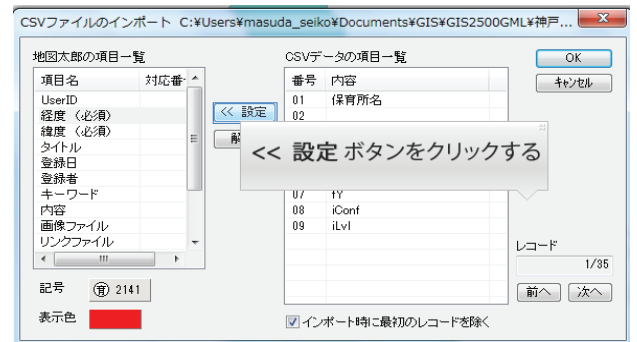 CSVファイルのインポート C:¥Users¥masuda_seiko¥Documents¥GIS¥GIS2500GML¥神戸...
地図太郎の項目一覧
項目名 対応番
UserID
経度 (必須)
緯度 (必須)
タイトル
登録日
登録者
キーワード
内容
画像ファイル
リンクファイル
記号 育 2141
表示色
<< 設定
解
CSVデータの項目一覧
番号 内容
01 保育所名
02
<< 設定 ボタンをクリックする
07 fY
08 iConf
09 iLvl
インポート時に最初のレコードを除く
OK
キャンセル
レコード
1/35
前へ 次へ